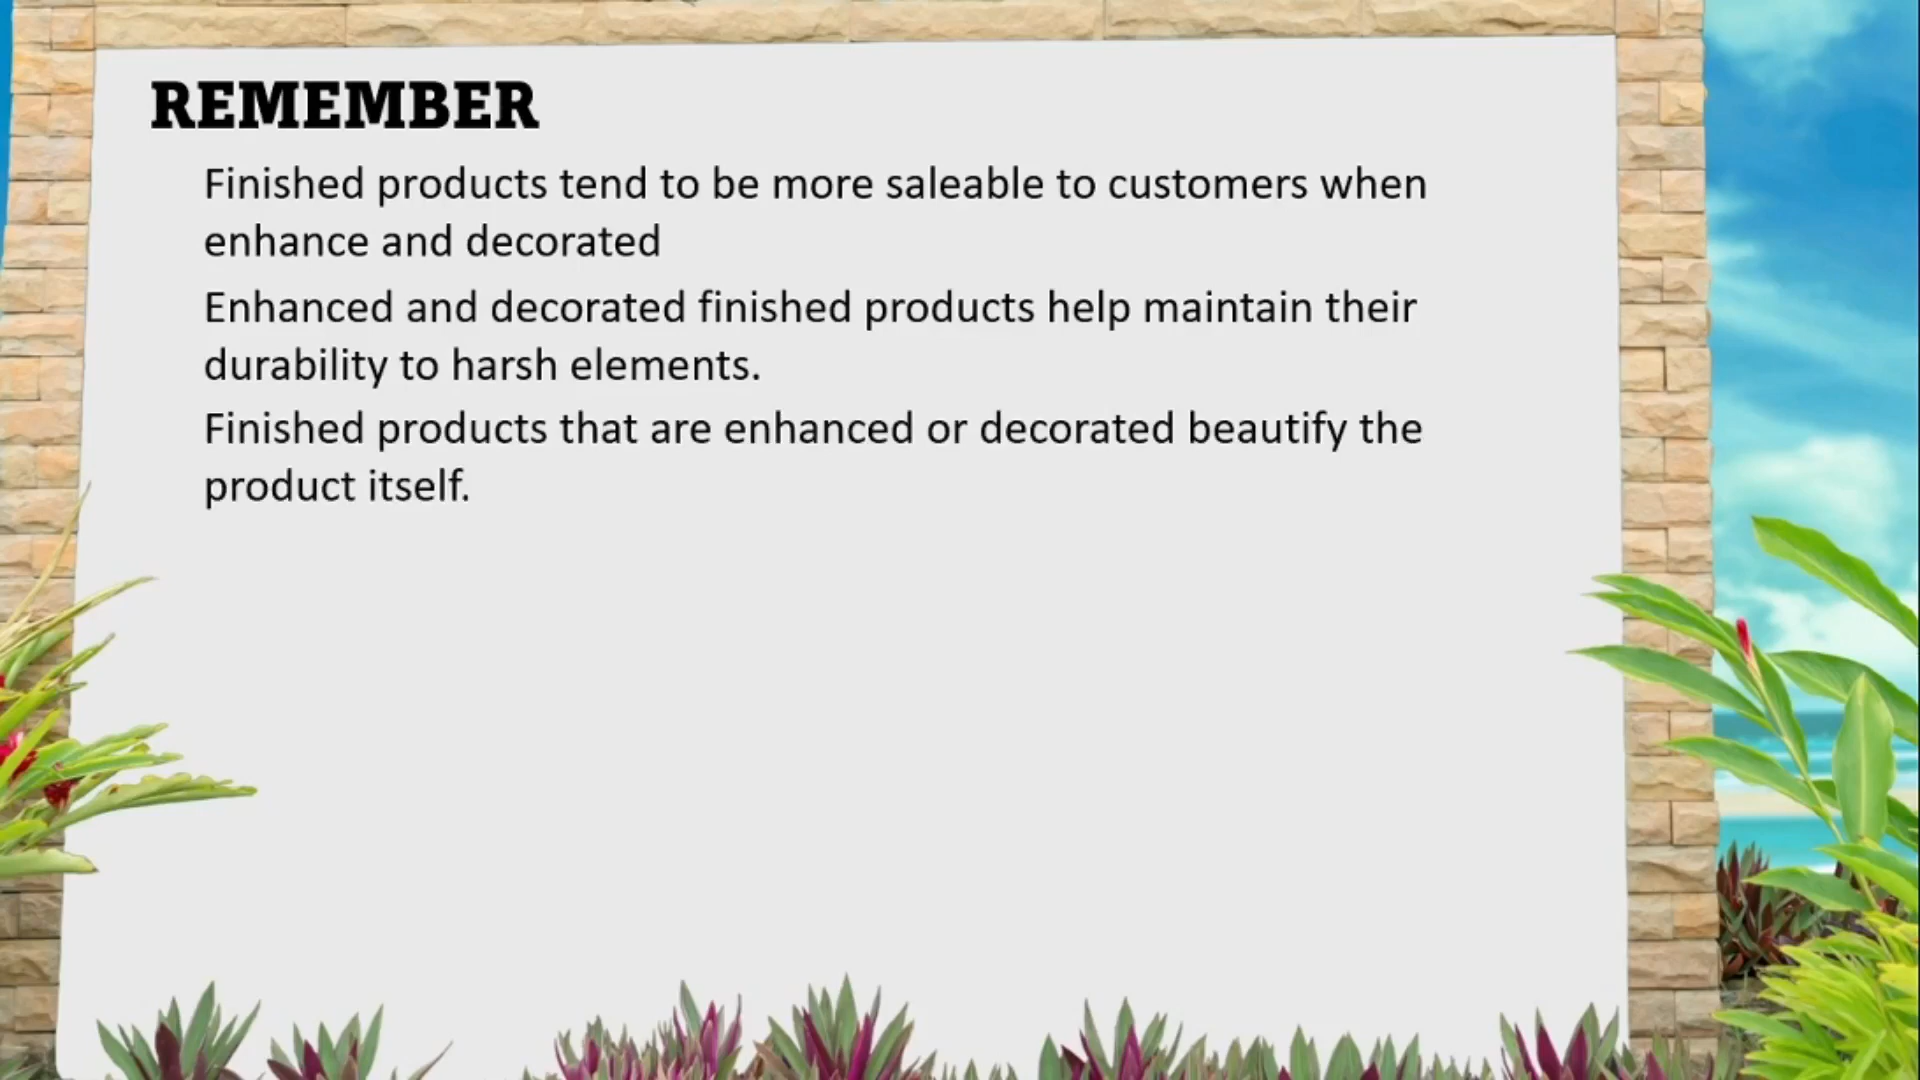 REMEMBER
Finished products tend to be more saleable to customers when
enhance and decorated
Enhanced and decorated finished products help maintain their
durability to harsh elements.
Finished products that are enhanced or decorated beautify the
product itself.